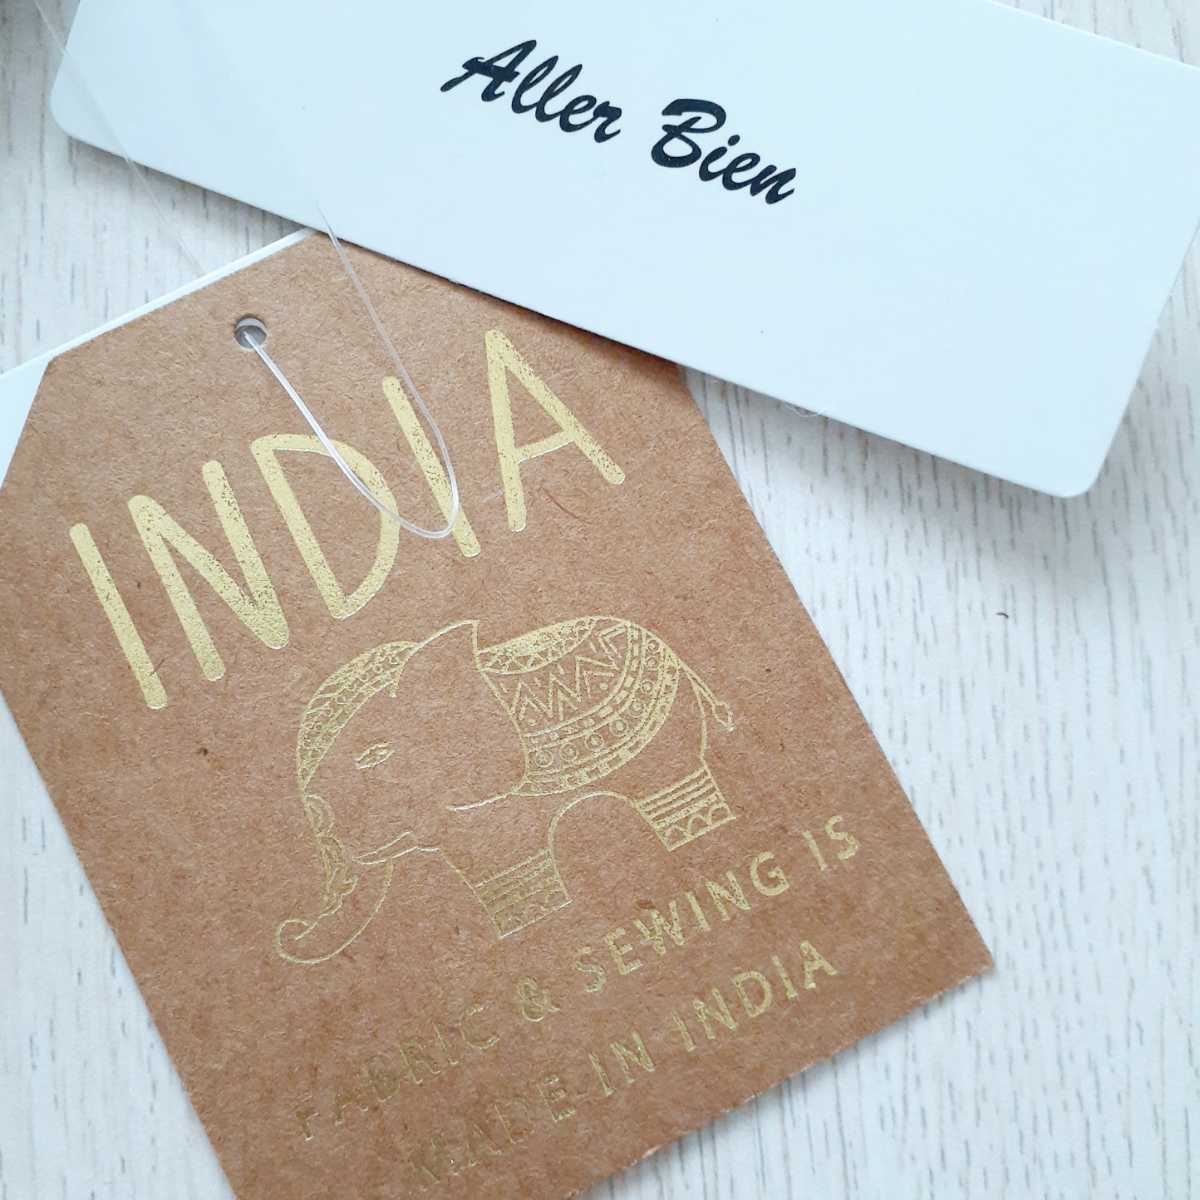 Aller Bien
INDIA
FABRIC & SEWING IS
MADE IN INDIA